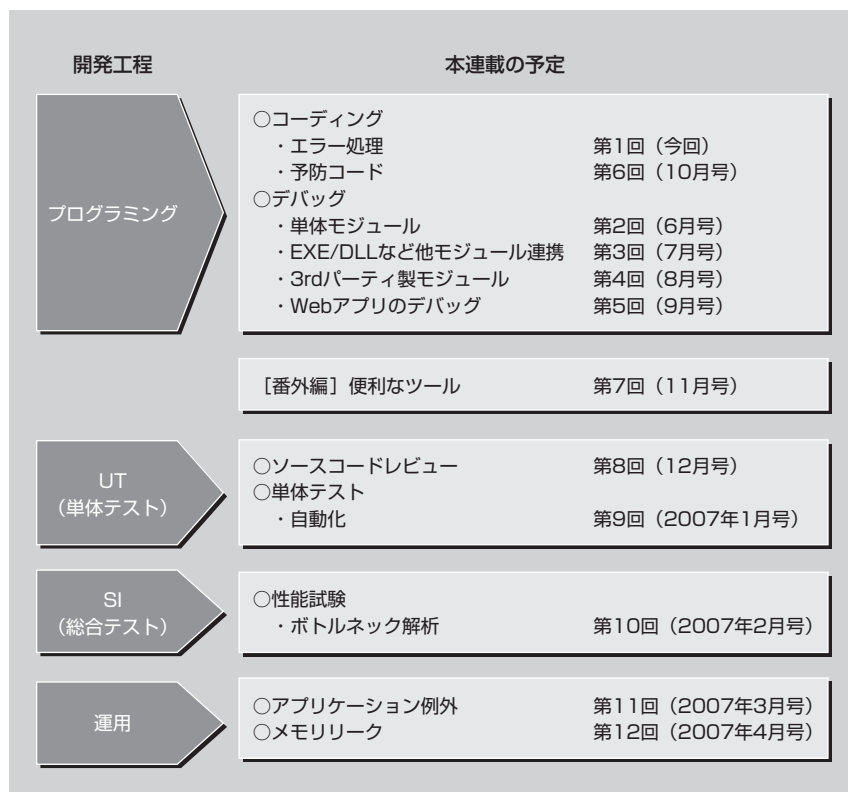 開発工程 本連載の予定
プログラミング
○コーディング
・エラー処理 第1回（今回）
・予防コード 第6回（10月号）
○デバッグ
・単体モジュール 第2回（6月号）
・EXE/DLLなど他モジュール連携 第3回（7月号）
・3rdパーティ製モジュール 第4回（8月号）
・Webアプリのデバッグ 第5回（9月号）
［番外編］便利なツール 第7回（11月号）
UT
（単体テスト）
○ソースコードレビュー 第8回（12月号）
○単体テスト
・自動化 第9回（2007年1月号）
SI
（総合テスト）
○性能試験
・ボトルネック解析 第10回（2007年2月号）
運用
○アプリケーション例外 第11回（2007年3月号）
○メモリリーク 第12回（2007年4月号）